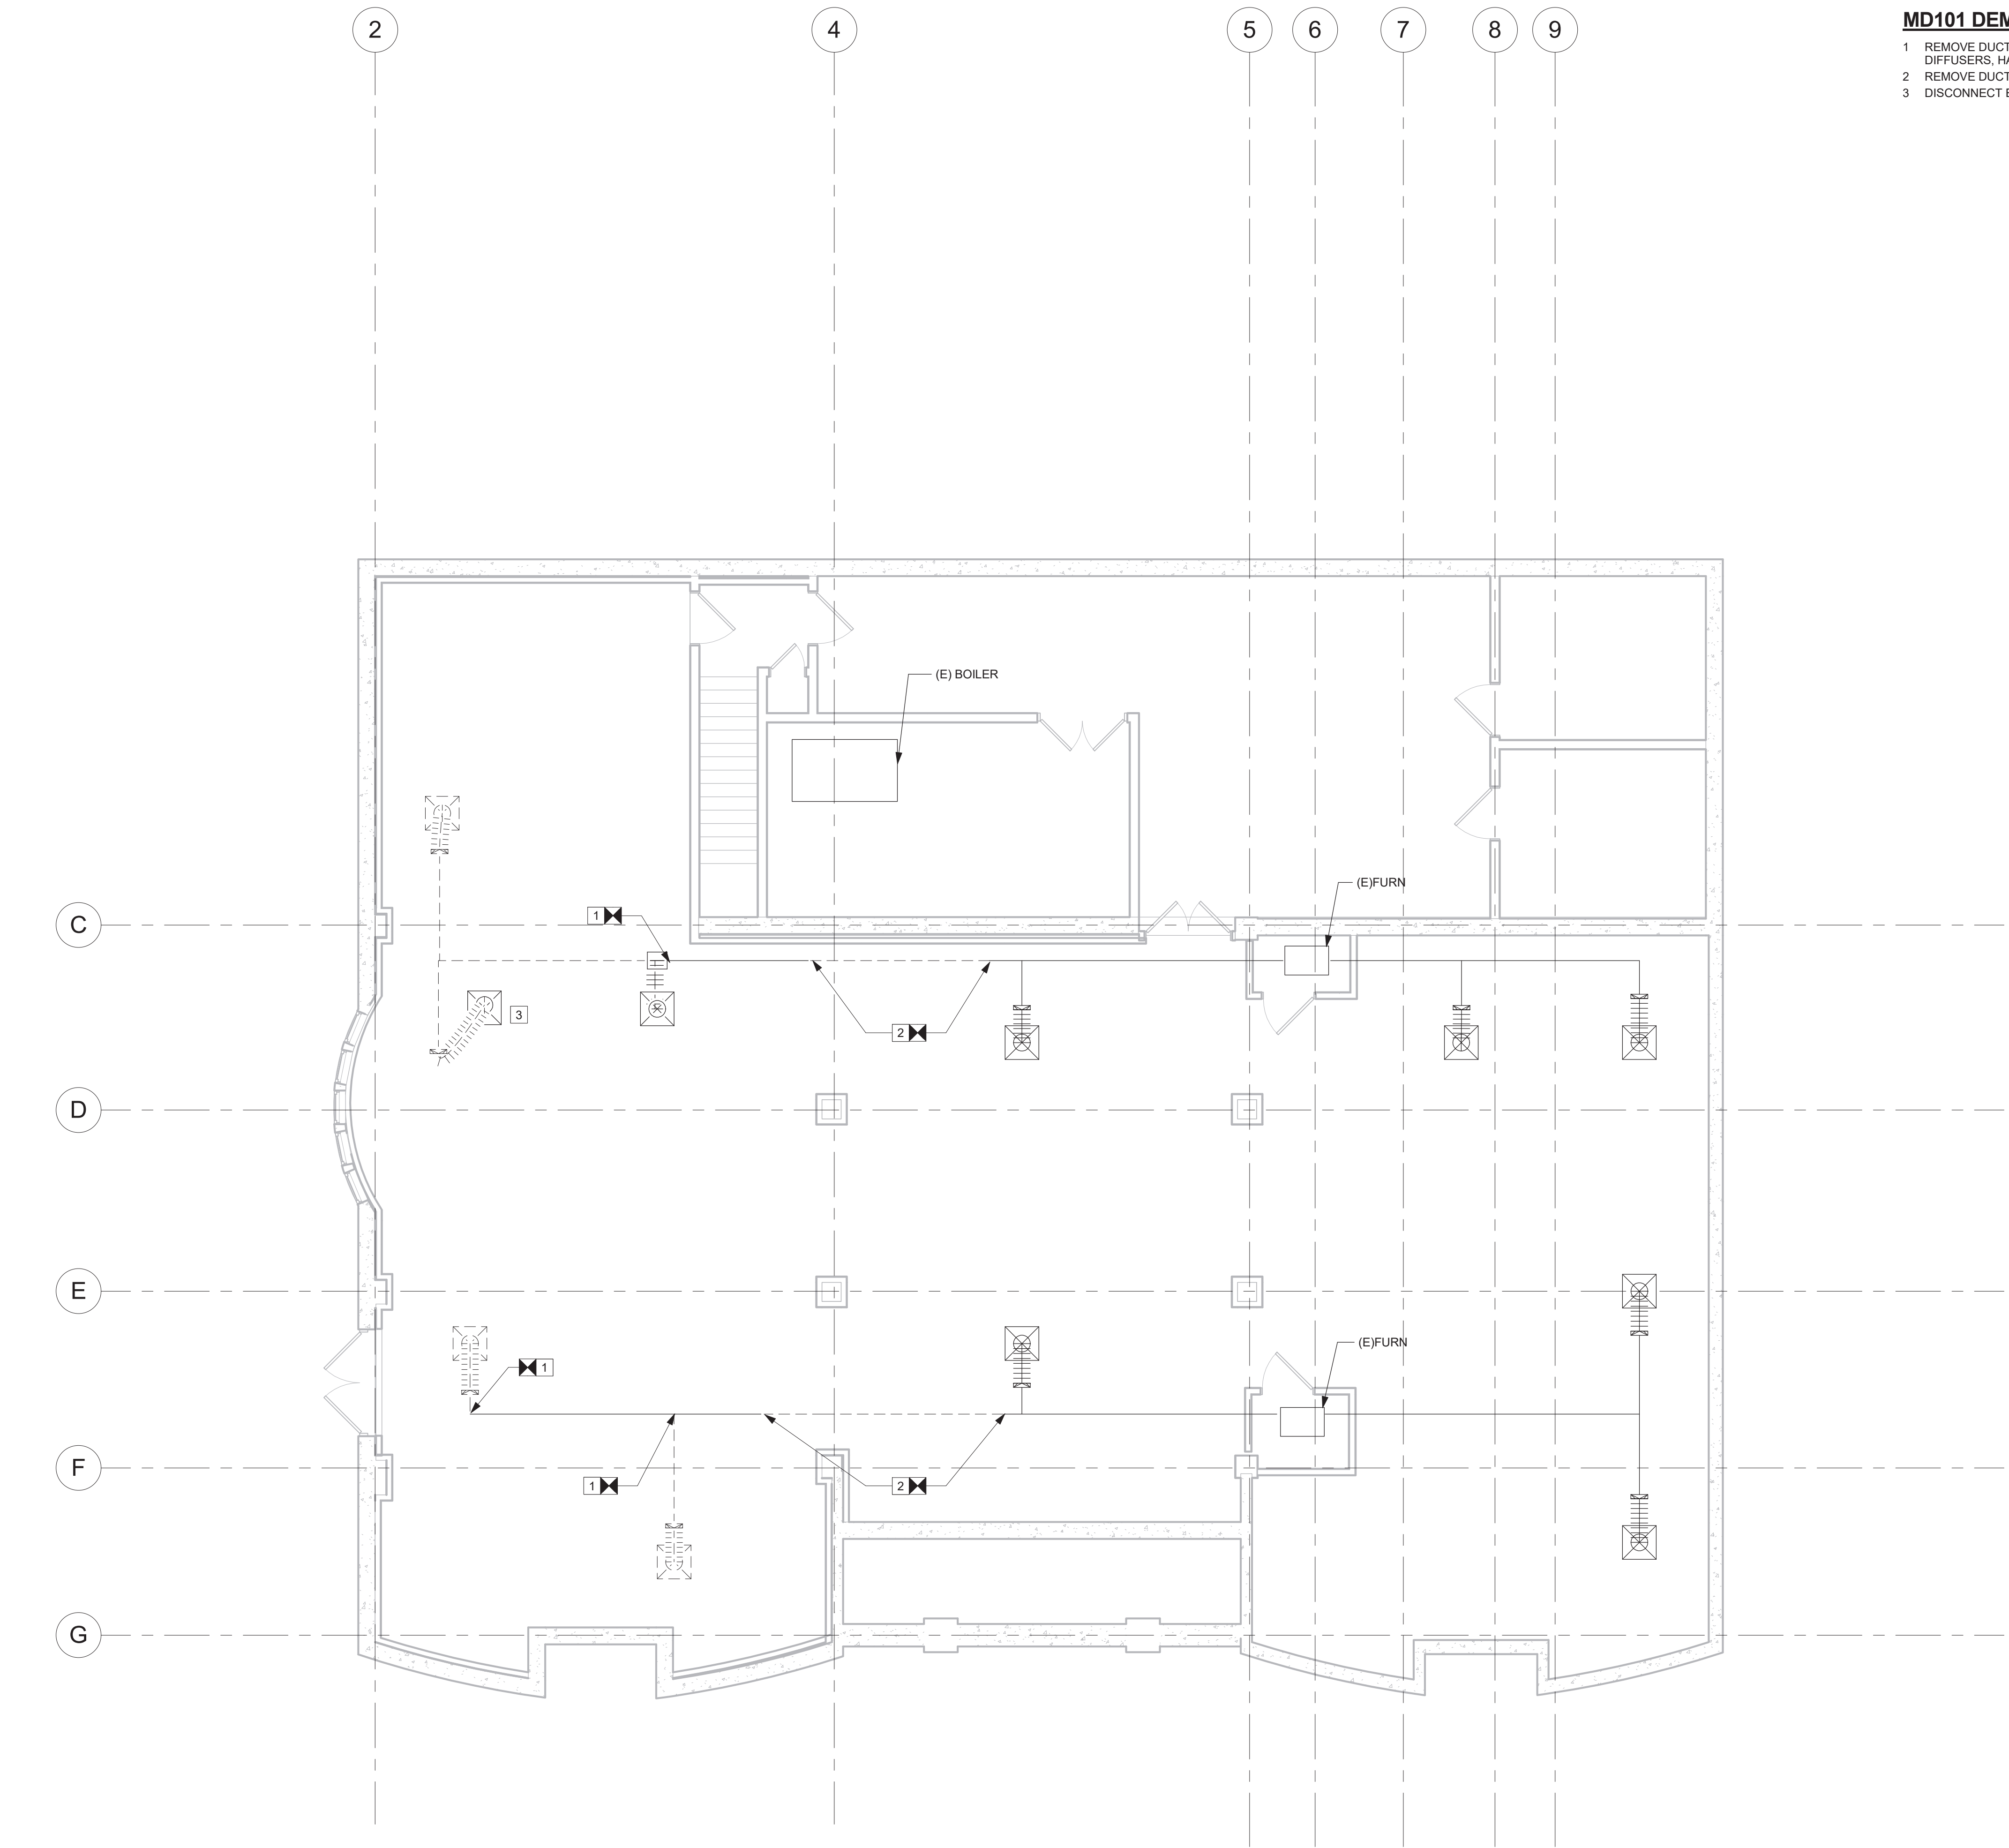 2 4 5 6 7 8 9
MD101 DEM
1 REMOVE DUCT
DIFFUSERS, HA
2 REMOVE DUCT
3 DISCONNECT E
(E) BOILER
(E)FURN
C
1
3
2
D
E
(E)FURN
1
F
1
2
G